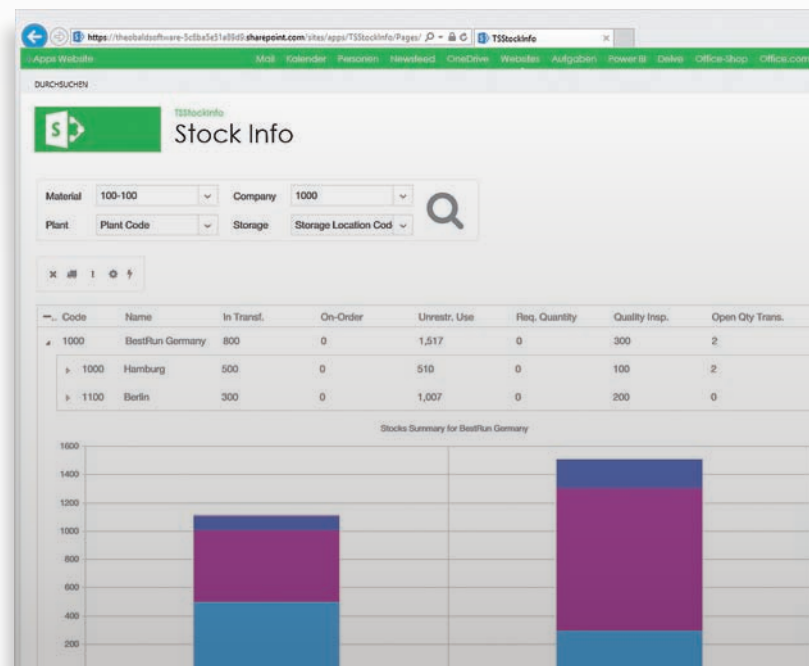 https://theobaldsoftware-5c8ba5e51a89d9.sharepoint.com/sites/apps/TSStockInfo/Pages/ TSStockInfo
Apps Website Mail Kalender Personen Newsfeed OneDrive Websites Aufgaben Power BI Delve Office-Shop Office.com
DURCHSUCHEN
TSStockInfo
S
Stock Info
Material 100-100 Company 1000
Plant Plant Code Storage Storage Location Cod
Code Name In Transf. On-Order Unrestr. Use Req. Quantity Quality Insp. Open Qty Trans.
1000 BestRun Germany 800 0 1,517 0 300 2
1000 Hamburg 500 0 510 0 100 2
1100 Berlin 300 0 1,007 0 200 0
Stocks Summary for BestRun Germany
1600
1400
1200
1000
800
600
400
200